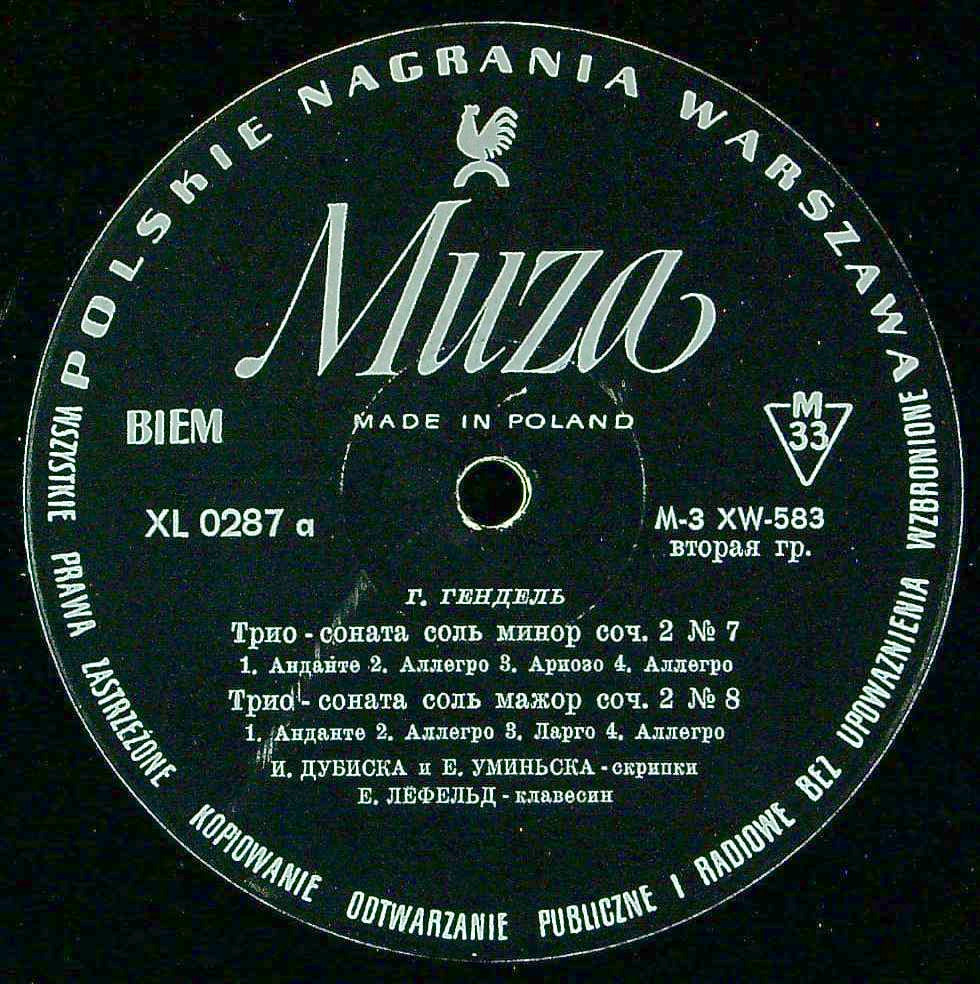 POLSKIE NAGRANIA WARSZAWA
Muza
MADE IN POLAND
BIEM
M
33
XL 0287 a
M-3 XW-583
вторая гр.
Г. ГЕНДЕЛЬ
Трио - соната соль минор соч. 2 № 7
1. Анданте 2. Аллегро 3. Ариозо 4. Аллегро
Трио - соната соль мажор соч. 2 № 8
1. Анданте 2. Аллегро 3. Ларго 4. Аллегро
И. ДУБИСКА и Е. УМИНЬСКА - скрипки
Е. ЛЕФЕЛЬД - клавесин
WSZYSTKIE PRAWA ZASTRZEŻONE KOPIOWANIE ODTWARZANIE PUBLICZNE I RADIOWE BEZ UPOWAŻNIENIA WZBRONIONE